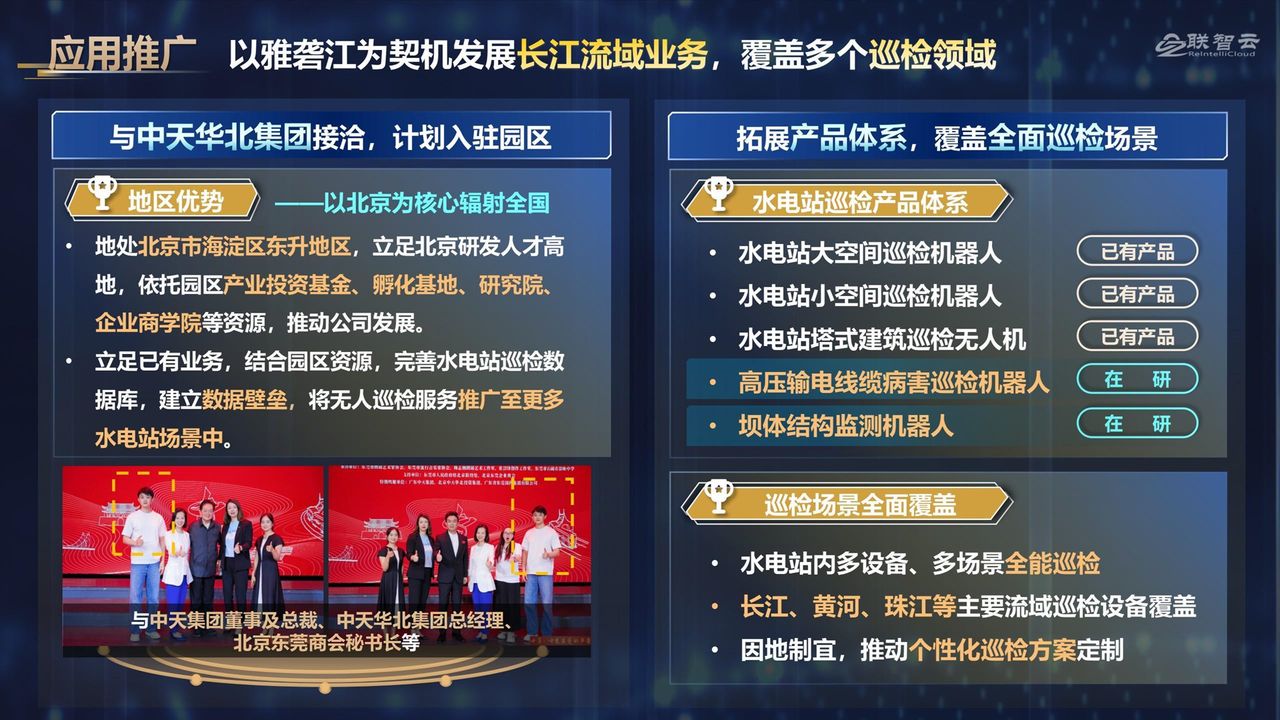 应用推广
以雅砻江为契机发展长江流域业务，覆盖多个巡检领域
联智云
ReIntelliCloud
与中天华北集团接洽，计划入驻园区
地区优势
——以北京为核心辐射全国
• 地处北京市海淀区东升地区，立足北京研发人才高
地，依托园区产业投资基金、孵化基地、研究院、
企业商学院等资源，推动公司发展。
• 立足已有业务，结合园区资源，完善水电站巡检数
据库，建立数据壁垒，将无人巡检服务推广至更多
水电站场景中。
与中天集团董事及总裁、中天华北集团总经理、
北京东莞商会秘书长等
拓展产品体系，覆盖全面巡检场景
水电站巡检产品体系
• 水电站大空间巡检机器人 已有产品
• 水电站小空间巡检机器人 已有产品
• 水电站塔式建筑巡检无人机 已有产品
• 高压输电线缆病害巡检机器人 在 研
• 坝体结构监测机器人 在 研
巡检场景全面覆盖
• 水电站内多设备、多场景全能巡检
• 长江、黄河、珠江等主要流域巡检设备覆盖
• 因地制宜，推动个性化巡检方案定制